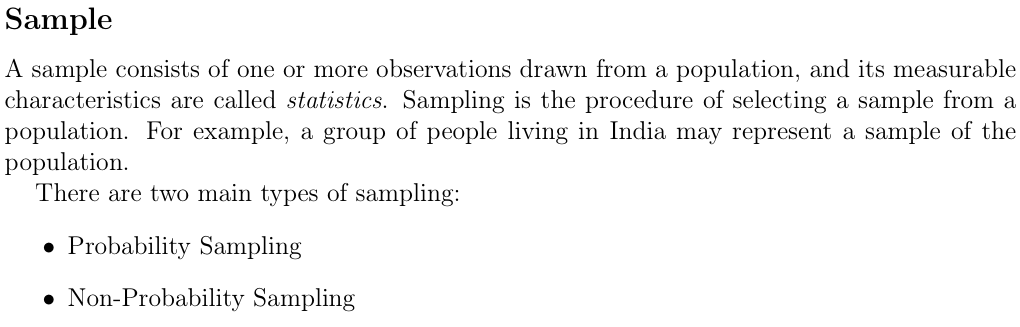 Sample
A sample consists of one or more observations drawn from a population, and its measurable
characteristics are called statistics. Sampling is the procedure of selecting a sample from a
population. For example, a group of people living in India may represent a sample of the
population.
There are two main types of sampling:
• Probability Sampling
• Non-Probability Sampling